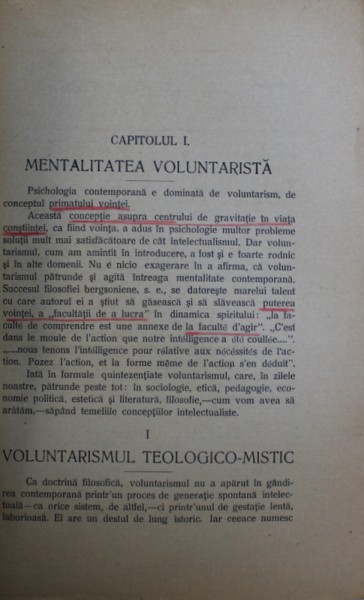 CAPITOLUL I.
MENTALITATEA VOLUNTARISTĂ
Psichologia contemporană e dominată de voluntarism, de
conceptul primatului voinței.
Această concepție asupra centrului de gravitație în viața
conștiinței, ca fiind voința, a adus în psichologie multor probleme
soluții mult mai satisfăcătoare de cât intelectualismul. Dar volun-
tarismul, cum am amintit în introducere, a fost și e foarte rodnic
și în alte domenii. Nu e nicio exagerare în a afirma, că volun-
tarismul pătrunde și agită întreaga mentalitate contemporană.
Succesul filosofiei bergsoniene, s. e., se datorește marelui talent
cu care autorul ei a știut să găsească și să slăvească puterea
voinței, a „facultății de a lucra" în dinamica spiritului: „la fa-
culté de comprendre est une annexe de la faculté d'agir". „C'est
dans le moule de l'action que notre intélligence a été coulée....".
„....nous tenons l'intélligence pour relative aux nécessités de l'ac-
tion. Pozez l'action, et la forme même de l'action s'en déduit".
Iată în formule quintezențiate voluntarismul, care, în zilele
noastre, pătrunde peste tot: în sociologie, etică, pedagogie, eco-
nomie politică, estetică și literatură, filosofie,—cum vom avea să
arătăm,—săpând temeliile concepțiilor intelectualiste.
I
VOLUNTARISMUL TEOLOGICO-MISTIC
Ca doctrină filosofică, voluntarismul nu a apărut în gândi-
rea contemporană printr'un proces de generație spontană intelec-
tuală—ca orice sistem, de altfel,—ci printr'unul de gestație lentă,
laborioasă. El are un destul de lung istoric. Iar ceeace numesc